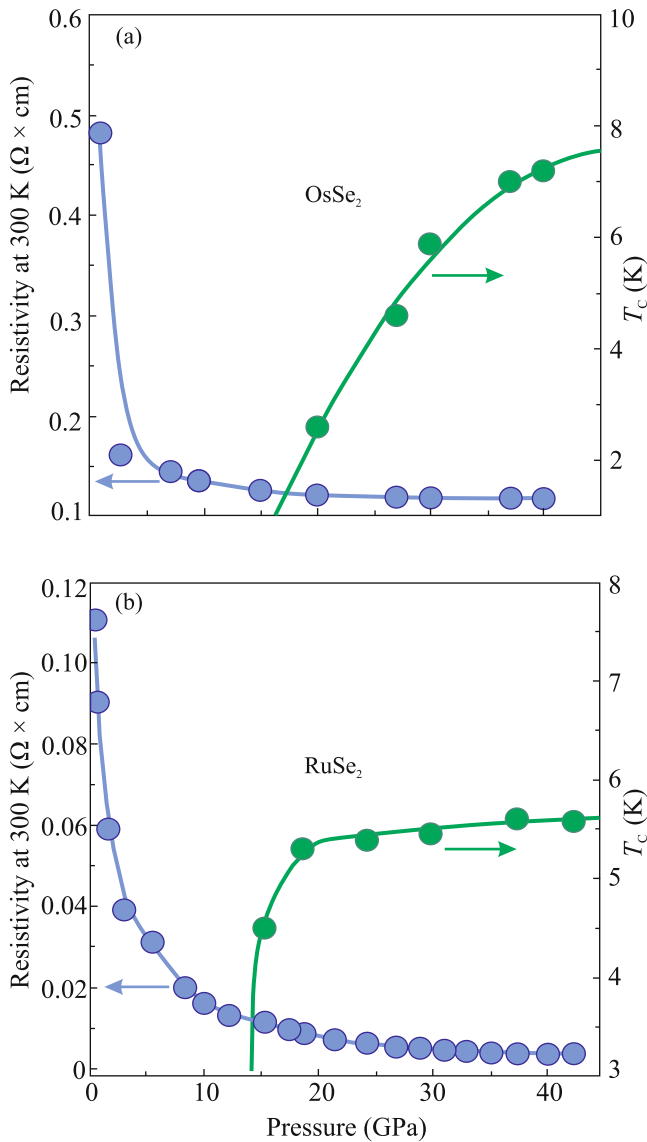 (a)
0.6
0.5
0.4
0.3
0.2
0.1
Resistivity at 300 K (Ω × cm)
OsSe₂
10
8
6
4
2
T_C (K)
(b)
0.12
0.10
0.08
0.06
0.04
0.02
0
Resistivity at 300 K (Ω × cm)
RuSe₂
8
7
6
5
4
3
T_C (K)
0 10 20 30 40
Pressure (GPa)